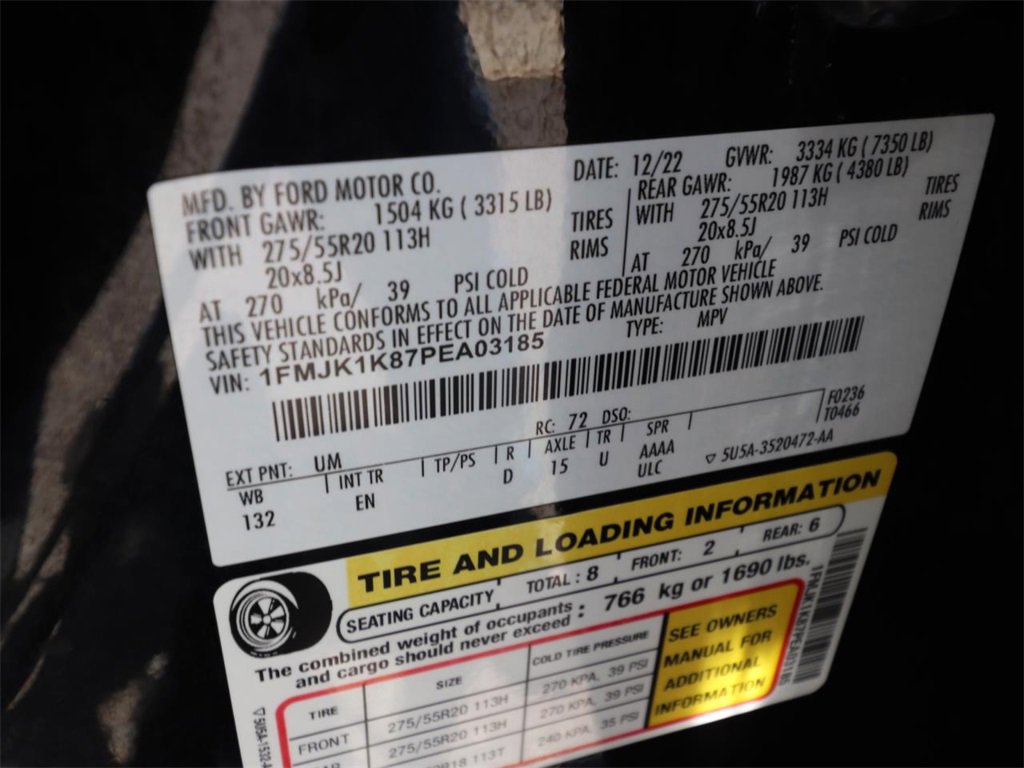 MFD. BY FORD MOTOR CO.
DATE: 12/22 GVWR: 3334 KG ( 7350 LB)
FRONT GAWR: 1504 KG ( 3315 LB)
REAR GAWR: 1987 KG ( 4380 LB)
WITH 275/55R20 113H TIRES
WITH 275/55R20 113H TIRES
20x8.5J RIMS
20x8.5J RIMS
AT 270 kPa/ 39 PSI COLD
AT 270 kPa/ 39 PSI COLD
THIS VEHICLE CONFORMS TO ALL APPLICABLE FEDERAL MOTOR VEHICLE
SAFETY STANDARDS IN EFFECT ON THE DATE OF MANUFACTURE SHOWN ABOVE.
VIN: 1FMJK1K87PEA03185 TYPE: MPV
F0236
EXT PNT: UM RC: 72 DSO: T0466
WB INT TR TP/PS R AXLE TR SPR
132 EN D 15 U AAAA
ULC ▽ 5U5A-3520472-AA
TIRE AND LOADING INFORMATION
SEATING CAPACITY TOTAL : 8 FRONT: 2 REAR: 6
The combined weight of occupants
and cargo should never exceed : 766 kg or 1690 lbs.
TIRE SIZE COLD TIRE PRESSURE
FRONT 275/55R20 113H 270 KPA, 39 PSI
275/55R20 113H 270 KPA, 39 PSI
113T 240 KPA, 35 PSI
SEE OWNERS
MANUAL FOR
ADDITIONAL
INFORMATION
1FMJK1K87PEA03185